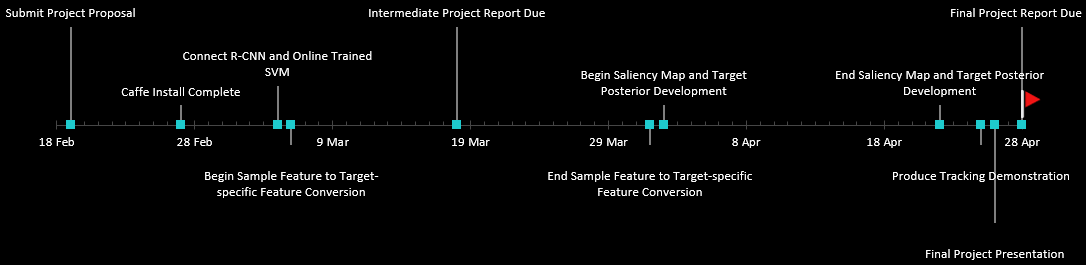 Submit Project Proposal
Intermediate Project Report Due
Final Project Report Due
Connect R-CNN and Online Trained
SVM
Begin Saliency Map and Target
Posterior Development
End Saliency Map and Target Posterior
Development
Caffe Install Complete
18 Feb
28 Feb
9 Mar
19 Mar
29 Mar
8 Apr
18 Apr
28 Apr
Begin Sample Feature to Target-
specific Feature Conversion
End Sample Feature to Target-specific
Feature Conversion
Produce Tracking Demonstration
Final Project Presentation